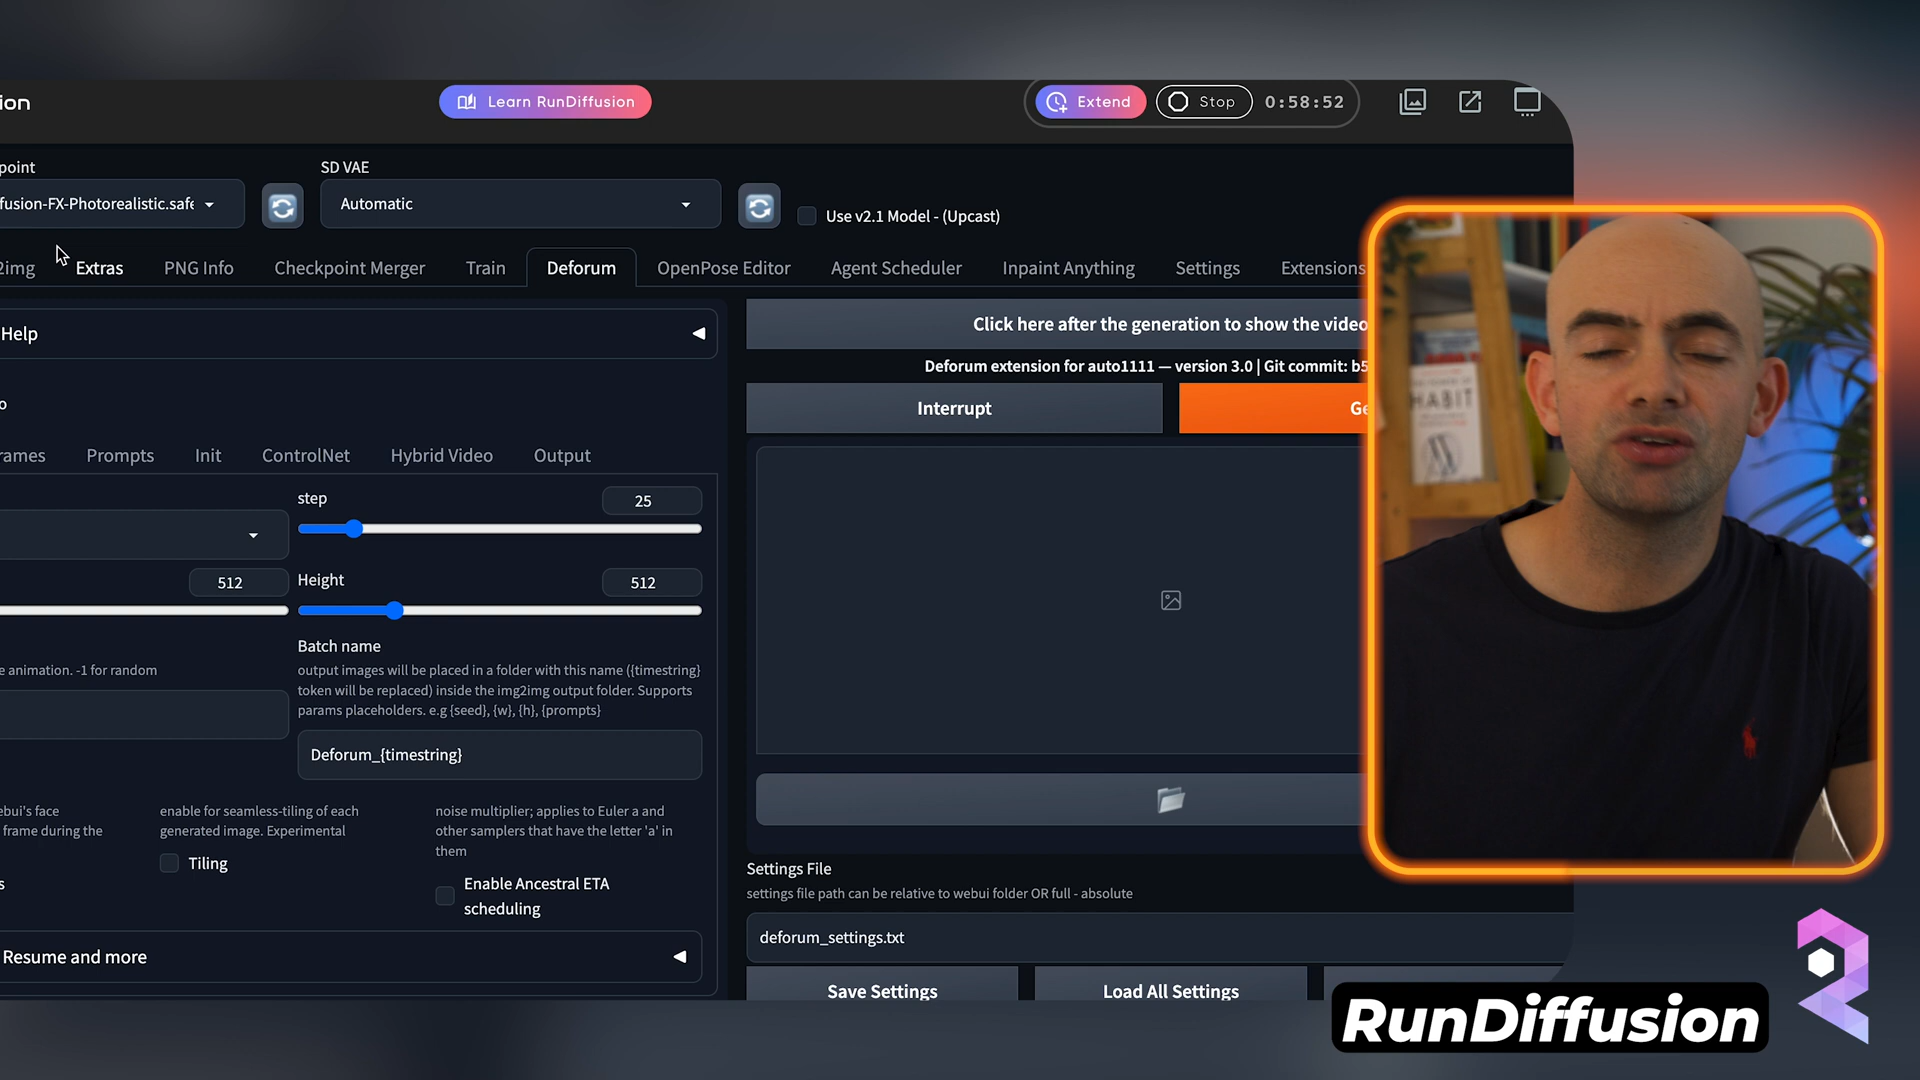 ion
Learn RunDiffusion
Extend
Stop
0:58:52
point
SD VAE
fusion-FX-Photorealistic.safe
Automatic
Use v2.1 Model - (Upcast)
2img
Extras
PNG Info
Checkpoint Merger
Train
Deforum
OpenPose Editor
Agent Scheduler
Inpaint Anything
Settings
Extensions
Help
Click here after the generation to show the video
Deforum extension for auto1111 — version 3.0 | Git commit: b5
o
Interrupt
Ge
rames
Prompts
Init
ControlNet
Hybrid Video
Output
step
25
512
Height
512
Batch name
e animation. -1 for random
output images will be placed in a folder with this name ({timestring}
token will be replaced) inside the img2img output folder. Supports
params placeholders. e.g {seed}, {w}, {h}, {prompts}
Deforum_{timestring}
ebui's face
frame during the
enable for seamless-tiling of each
generated image. Experimental
Tiling
noise multiplier; applies to Euler a and
other samplers that have the letter 'a' in
them
s
Enable Ancestral ETA
scheduling
Resume and more
Settings File
settings file path can be relative to webui folder OR full - absolute
deforum_settings.txt
Save Settings
Load All Settings
HABIT
RunDiffusion